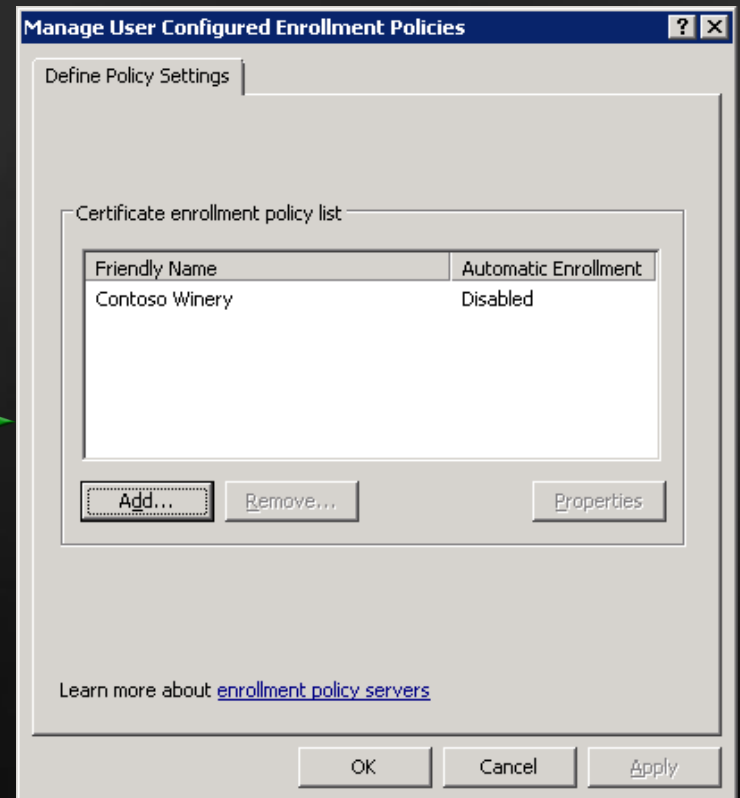 Manage User Configured Enrollment Policies
Define Policy Settings
Certificate enrollment policy list
Friendly Name Automatic Enrollment
Contoso Winery Disabled
Add... Remove... Properties
Learn more about enrollment policy servers
OK Cancel Apply